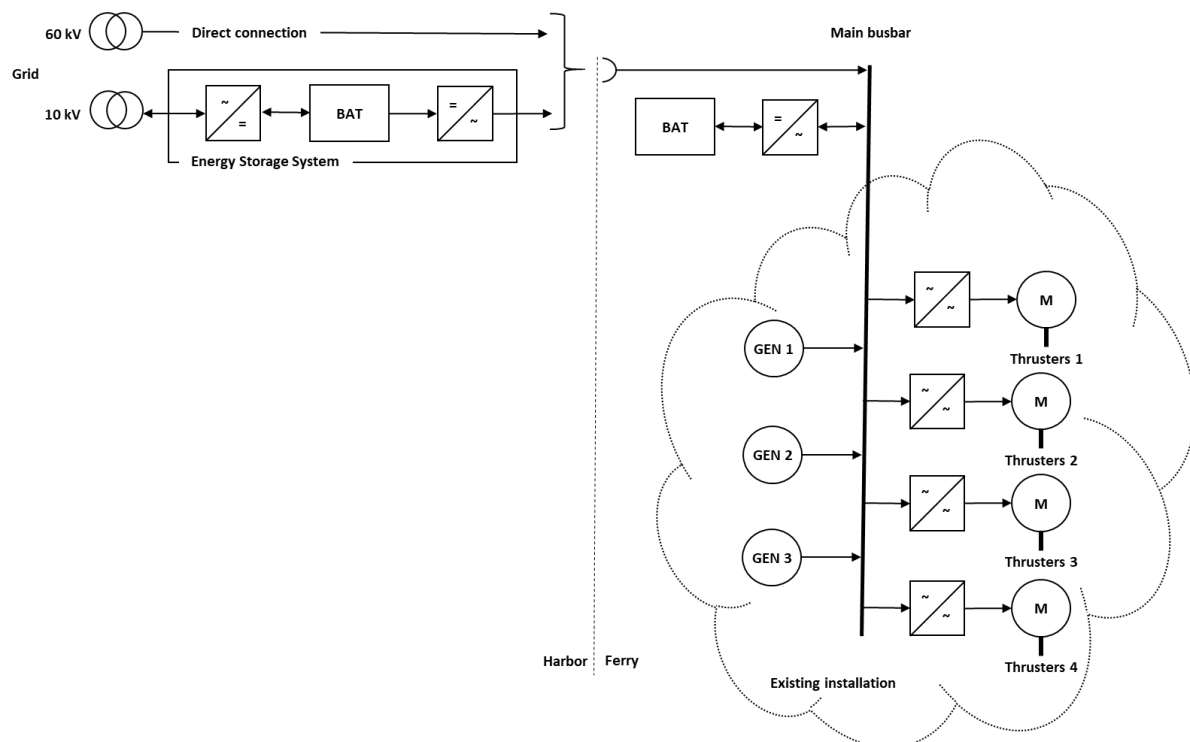 60 kV
Direct connection
Main busbar
Grid
10 kV
~
=
BAT
=
~
Energy Storage System
BAT
=
~
~
~
M
Thrusters 1
GEN 1
~
~
M
Thrusters 2
GEN 2
~
~
M
Thrusters 3
GEN 3
~
~
M
Thrusters 4
Harbor
Ferry
Existing installation